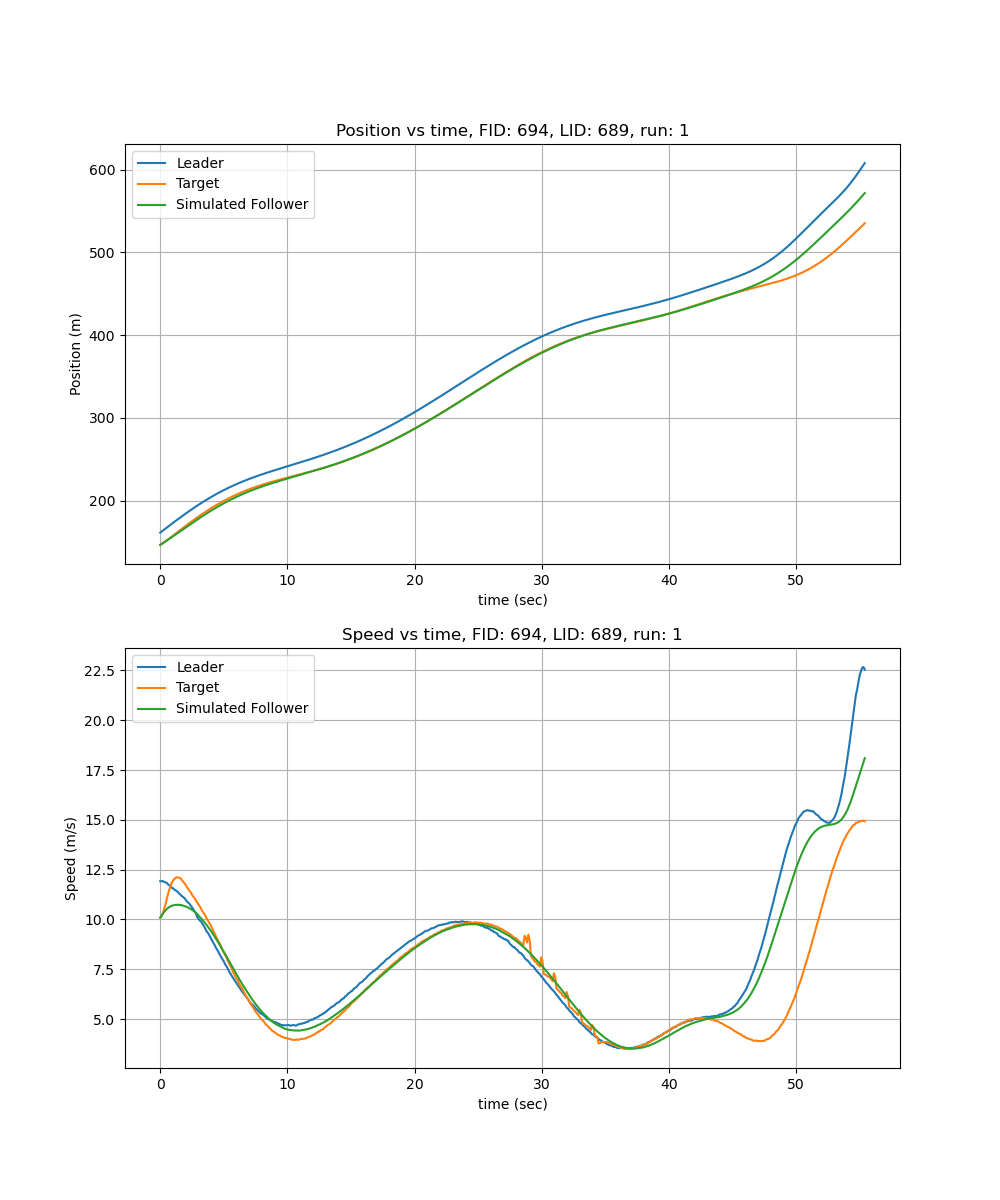 Position vs time, FID: 694, LID: 689, run: 1
Leader
Target
Simulated Follower
Position (m)
600
500
400
300
200
0 10 20 30 40 50
time (sec)
Speed vs time, FID: 694, LID: 689, run: 1
Leader
Target
Simulated Follower
Speed (m/s)
22.5
20.0
17.5
15.0
12.5
10.0
7.5
5.0
0 10 20 30 40 50
time (sec)